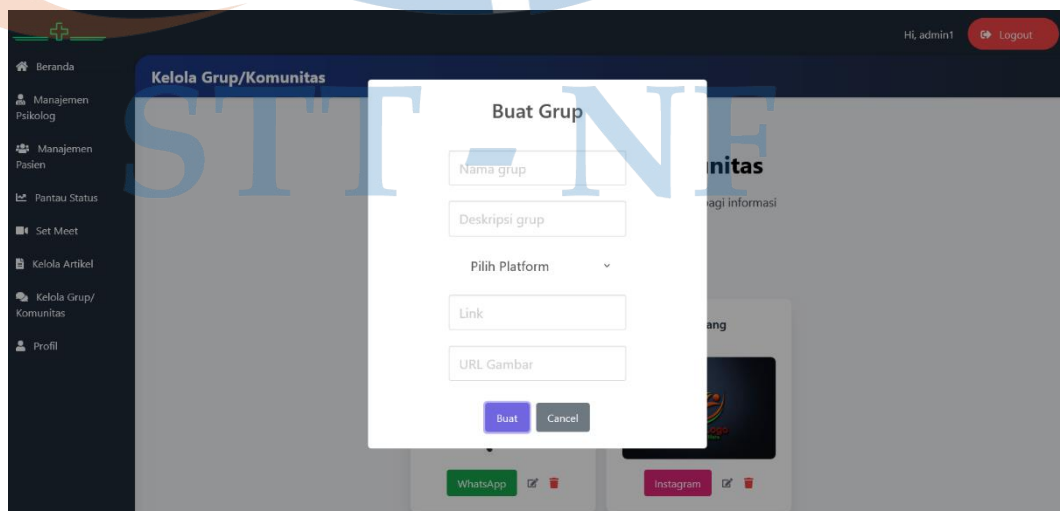 Hi, admin1
Logout
Beranda
Manajemen
Psikolog
Manajemen
Pasien
Pantau Status
Set Meet
Kelola Artikel
Kelola Grup/
Komunitas
Profil
Kelola Grup/Komunitas
STT - NF
Buat Grup
Nama grup
Deskripsi grup
Pilih Platform
Link
URL Gambar
Buat
Cancel
nitas
agi informasi
ang
WhatsApp
Instagram